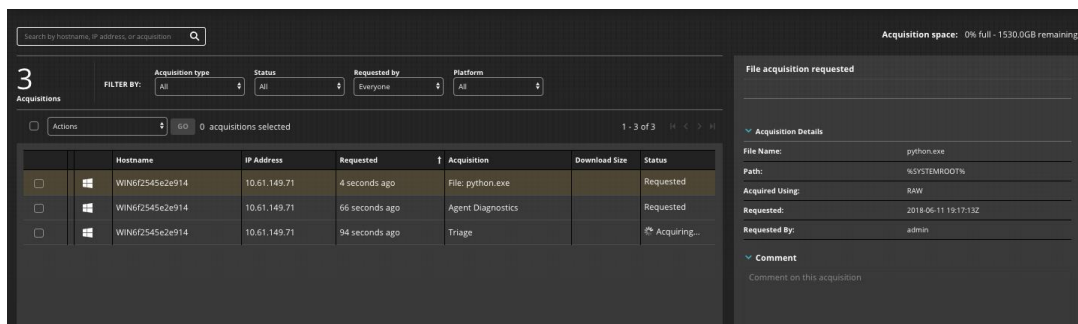 Search by hostname, IP address, or acquisition
Acquisition space: 0% full - 1530.0GB remaining
3
Acquisitions
FILTER BY:
Acquisition type
All
Status
All
Requested by
Everyone
Platform
All
Actions
GO
0 acquisitions selected
1 - 3 of 3
Hostname IP Address Requested ↑ Acquisition Download Size Status
WIN6f2545e2e914 10.61.149.71 4 seconds ago File: python.exe Requested
WIN6f2545e2e914 10.61.149.71 66 seconds ago Agent Diagnostics Requested
WIN6f2545e2e914 10.61.149.71 94 seconds ago Triage Acquiring...
File acquisition requested
Acquisition Details
File Name: python.exe
Path: %SYSTEMROOT%
Acquired Using: RAW
Requested: 2018-06-11 19:17:13Z
Requested By: admin
Comment
Comment on this acquisition